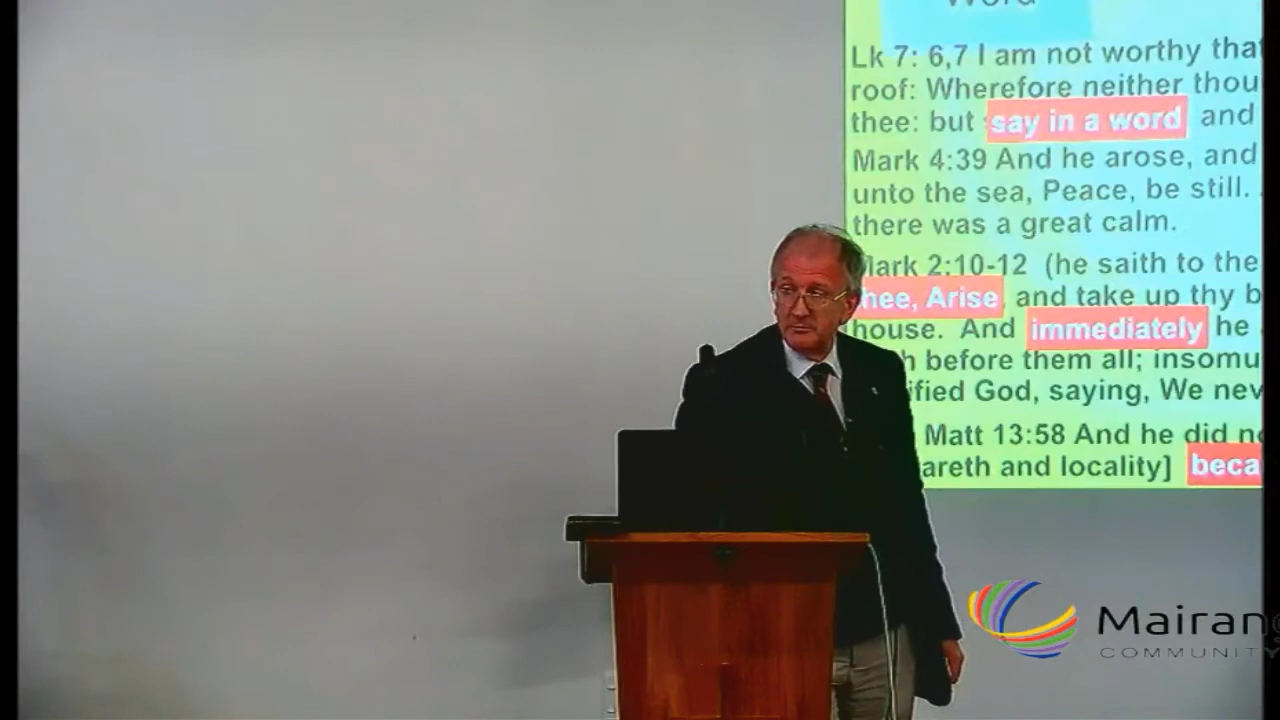 Word
Lk 7: 6,7 I am not worthy that
roof: Wherefore neither thou
thee: but say in a word and
Mark 4:39 And he arose, and
unto the sea, Peace, be still.
there was a great calm.
Mark 2:10-12 (he saith to the
hee, Arise, and take up thy b
house. And immediately he
h before them all; insomu
ified God, saying, We nev
Matt 13:58 And he did no
areth and locality] beca
Mairang
COMMUNITY